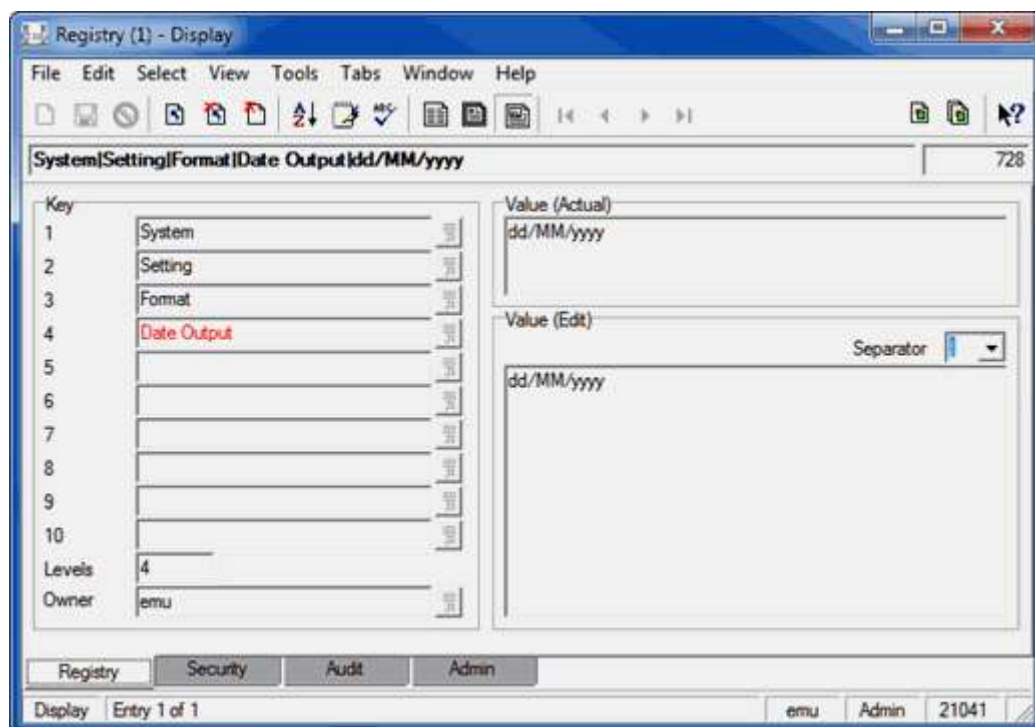 Registry (1) - Display
File Edit Select View Tools Tabs Window Help
System|Setting|Format|Date Output|dd/MM/yyyy 728
Key
1 System
2 Setting
3 Format
4 Date Output
5
6
7
8
9
10
Levels 4
Owner emu
Value (Actual)
dd/MM/yyyy
Value (Edit)
Separator
dd/MM/yyyy
Registry Security Audit Admin
Display Entry 1 of 1 emu Admin 21041